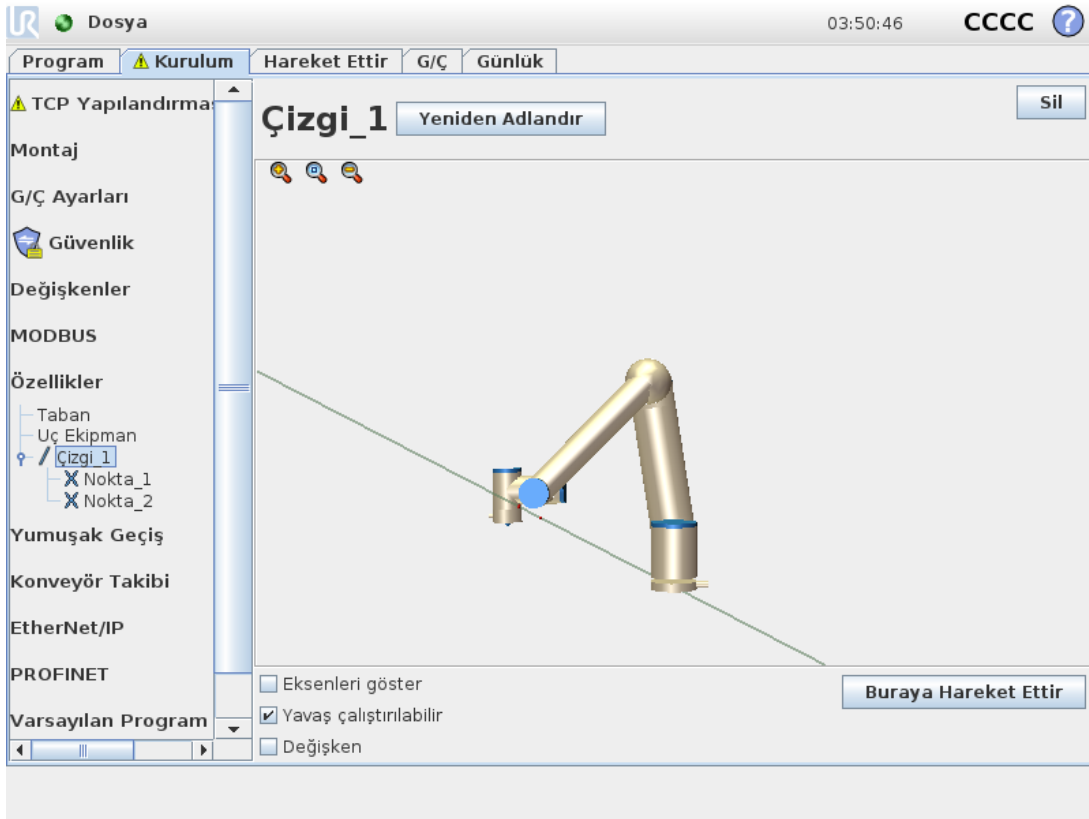 UR Dosya 03:50:46 CCCC ?
Program Kurulum Hareket Ettir G/Ç Günlük
TCP Yapılandırma
Montaj
G/Ç Ayarları
Güvenlik
Değişkenler
MODBUS
Özellikler
Taban
Uç Ekipman
Çizgi_1
Nokta_1
Nokta_2
Yumuşak Geçiş
Konveyör Takibi
EtherNet/IP
PROFINET
Varsayılan Program
Çizgi_1 Yeniden Adlandır Sil
Eksenleri göster
Yavaş çalıştırılabilir
Değişken
Buraya Hareket Ettir